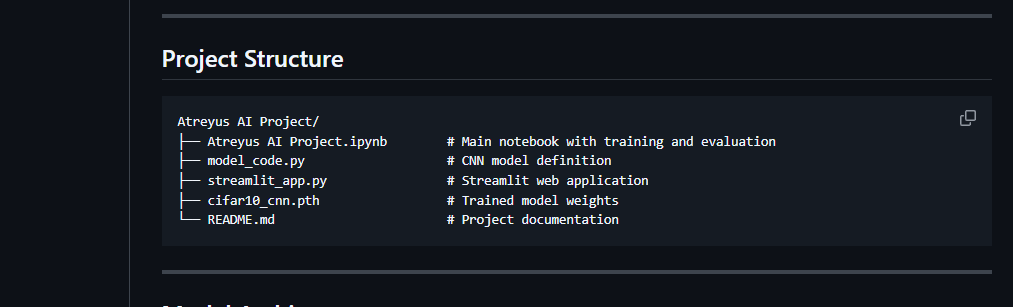 Project Structure
Atreyus AI Project/
├── Atreyus AI Project.ipynb        # Main notebook with training and evaluation
├── model_code.py                   # CNN model definition
├── streamlit_app.py                # Streamlit web application
├── cifar10_cnn.pth                 # Trained model weights
└── README.md                       # Project documentation